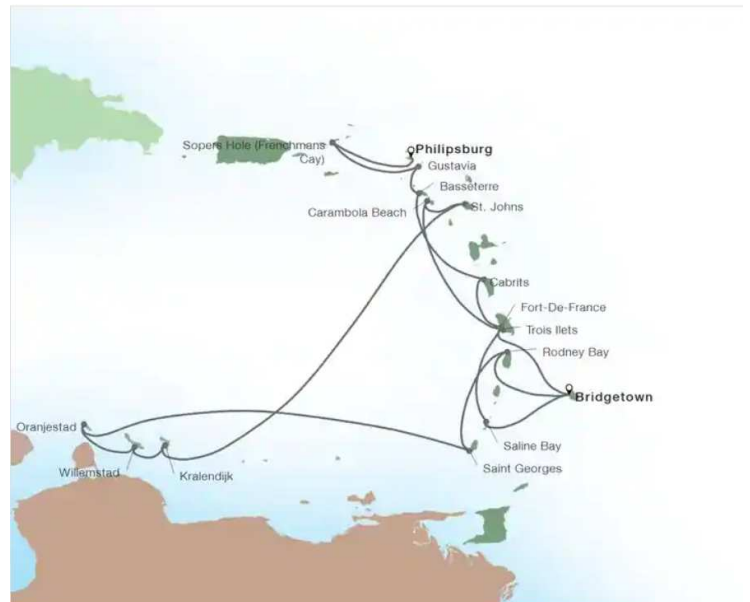 Philipsburg
Sopers Hole (Frenchmans
Cay)
Gustavia
Basseterre
Carambola Beach
St. Johns
Cabrits
Fort-De-France
Trois Ilets
Rodney Bay
Bridgetown
Oranjestad
Saline Bay
Willemstad
Kralendijk
Saint Georges